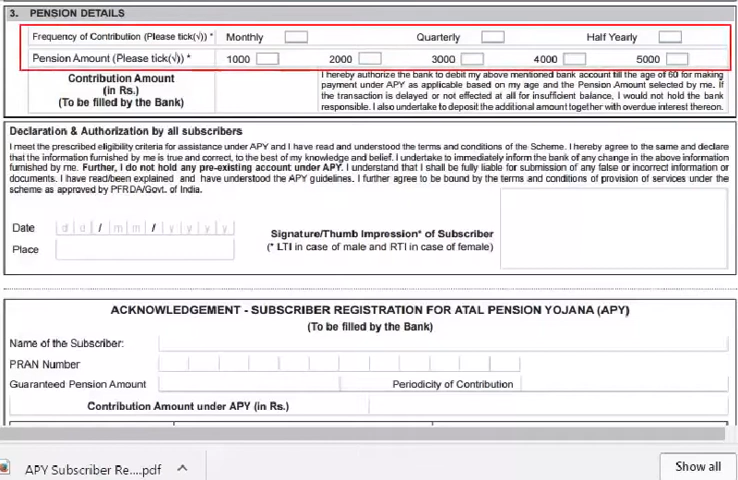 3. PENSION DETAILS
Frequency of Contribution (Please tick(√)) * Monthly Quarterly Half Yearly
Pension Amount (Please tick(√)) * 1000 2000 3000 4000 5000
Contribution Amount
(in Rs.)
(To be filled by the Bank)
I hereby authorize the bank to debit my above mentioned bank account till the age of 60 for making
payment under APY as applicable based on my age and the Pension Amount selected by me. If
the transaction is delayed or not effected at all for insufficient balance, I would not hold the bank
responsible. I also undertake to deposit the additional amount together with overdue interest thereon.
Declaration & Authorization by all subscribers
I meet the prescribed eligibility criteria for assistance under APY and I have read and understood the terms and conditions of the Scheme. I hereby agree to the same and declare
that the information furnished by me is true and correct, to the best of my knowledge and belief. I undertake to immediately inform the bank of any change in the above information
furnished by me. Further, I do not hold any pre-existing account under APY. I understand that I shall be fully liable for submission of any false or incorrect information or
documents. I have read/been explained and have understood the APY guidelines. I further agree to be bound by the terms and conditions of provision of services under the
scheme as approved by PFRDA/Govt. of India.
Date d d / m m / y y y y
Place
Signature/Thumb Impression* of Subscriber
(* LTI in case of male and RTI in case of female)
ACKNOWLEDGEMENT - SUBSCRIBER REGISTRATION FOR ATAL PENSION YOJANA (APY)
(To be filled by the Bank)
Name of the Subscriber:
PRAN Number
Guaranteed Pension Amount Periodicity of Contribution
Contribution Amount under APY (in Rs.)
APY Subscriber Re....pdf Show all